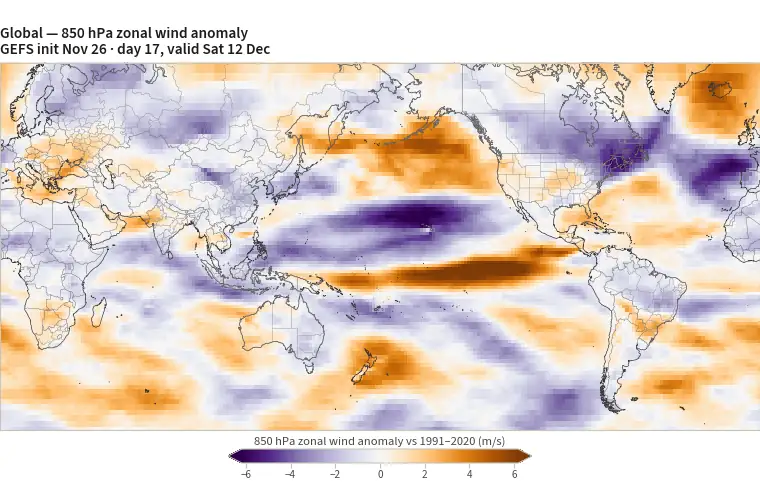 Global — 850 hPa zonal wind anomaly
GEFS init Nov 26 · day 17, valid Sat 12 Dec
850 hPa zonal wind anomaly vs 1991–2020 (m/s)
−6 −4 −2 0 2 4 6